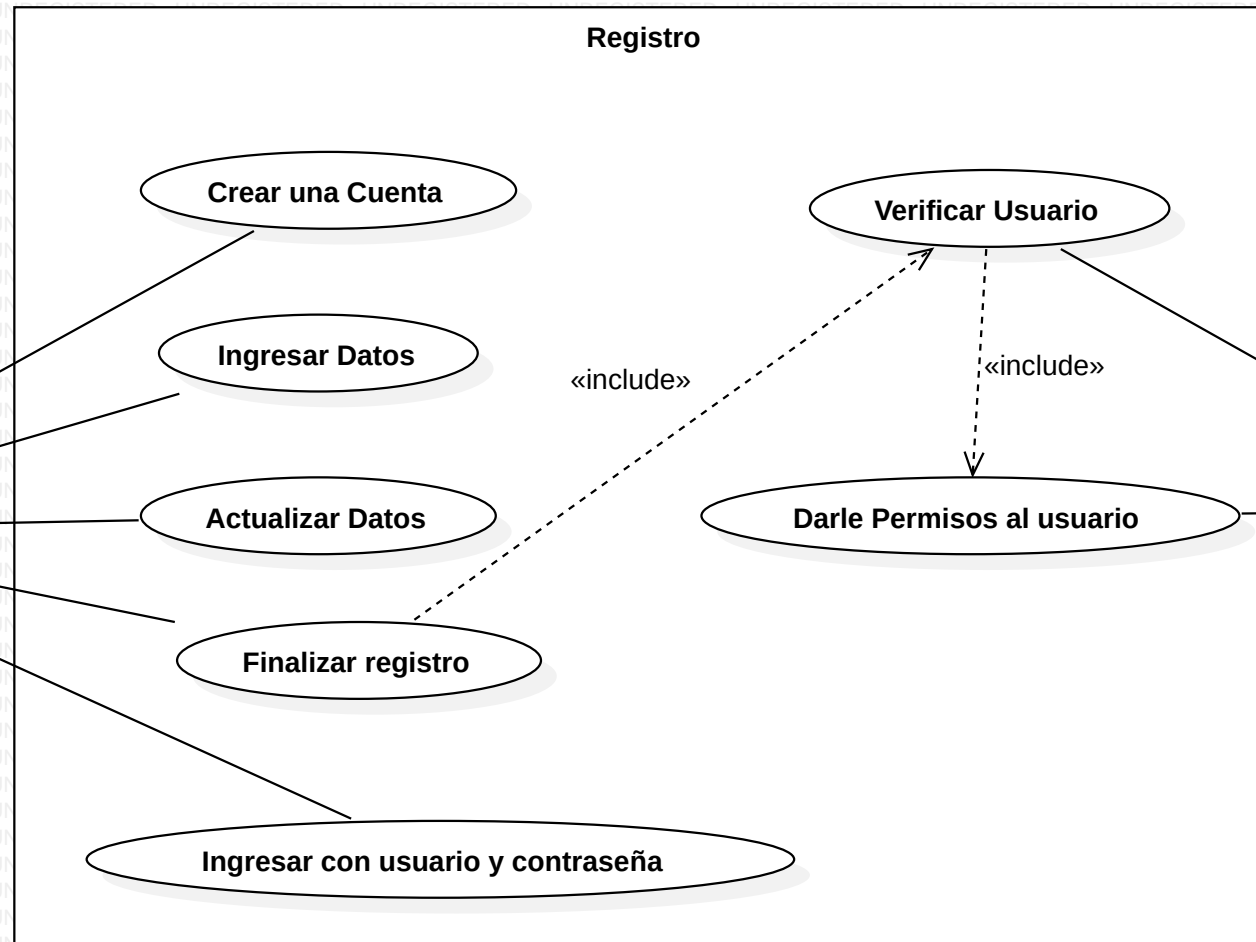 Registro
Crear una Cuenta
Verificar Usuario
Ingresar Datos
«include»
«include»
Actualizar Datos
Darle Permisos al usuario
Finalizar registro
Ingresar con usuario y contraseña